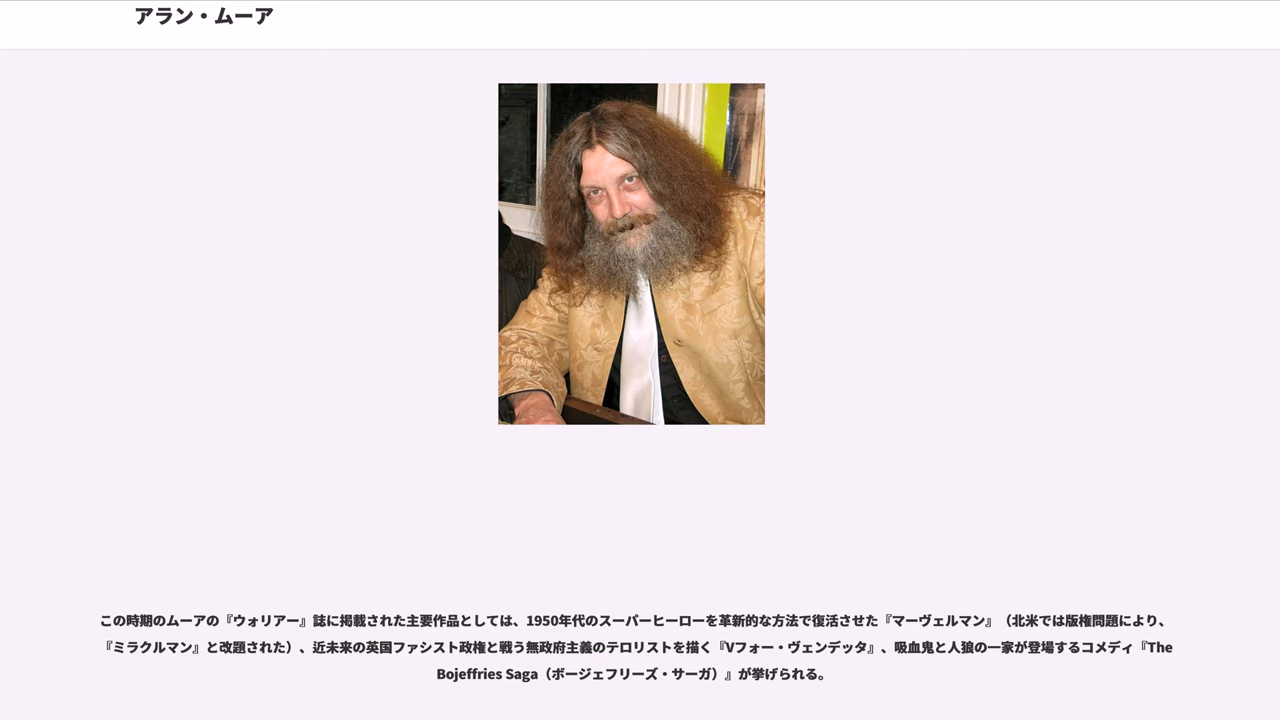 アラン・ムーア
この時期のムーアの『ウォリアー』誌に掲載された主要作品としては、1950年代のスーパーヒーローを革新的な方法で復活させた『マーヴェルマン』（北米では版権問題により、
『ミラクルマン』と改題された）、近未来の英国ファシスト政権と戦う無政府主義のテロリストを描く『Vフォー・ヴェンデッタ』、吸血鬼と人狼の一家が登場するコメディ『The
Bojeffries Saga（ボージェフリーズ・サーガ）』が挙げられる。